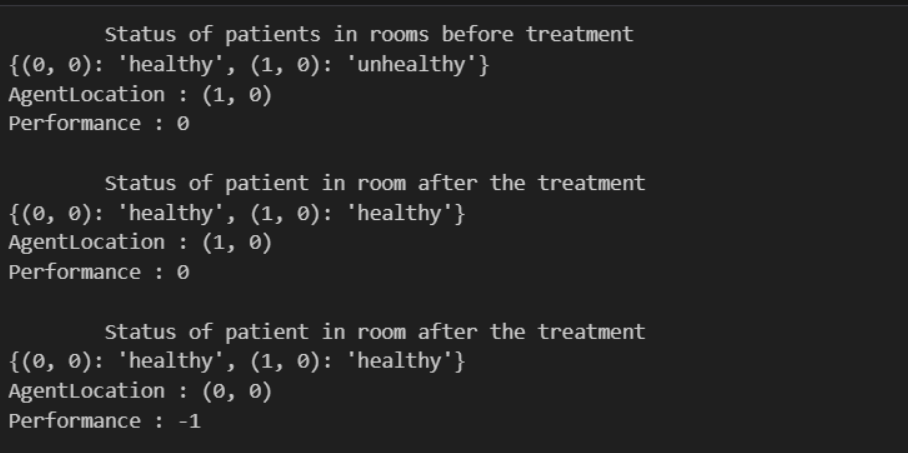 Status of patients in rooms before treatment
{(0, 0): 'healthy', (1, 0): 'unhealthy'}
AgentLocation : (1, 0)
Performance : 0
Status of patient in room after the treatment
{(0, 0): 'healthy', (1, 0): 'healthy'}
AgentLocation : (1, 0)
Performance : 0
Status of patient in room after the treatment
{(0, 0): 'healthy', (1, 0): 'healthy'}
AgentLocation : (0, 0)
Performance : -1